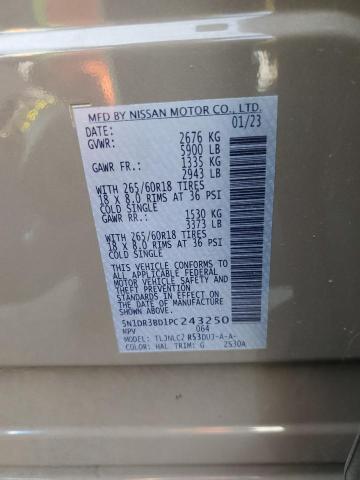 MFD BY NISSAN MOTOR CO., LTD.
DATE: 01/23
GVWR: 2676 KG
5900 LB
GAWR FR.: 1335 KG
2943 LB
WITH 265/60R18 TIRES
18 X 8.0 RIMS AT 36 PSI
COLD SINGLE
GAWR RR.: 1530 KG
3373 LB
WITH 265/60R18 TIRES
18 X 8.0 RIMS AT 36 PSI
COLD SINGLE
THIS VEHICLE CONFORMS TO
ALL APPLICABLE FEDERAL
MOTOR VEHICLE SAFETY AND
THEFT PREVENTION STANDARDS
IN EFFECT ON THE DATE OF
MANUFACTURE SHOWN ABOVE.
5N1DR3BD1PC243250
MPV 064
MODEL: TLJNLC2 R53DUJ-A-A-
COLOR: HAL TRIM: G 2530A